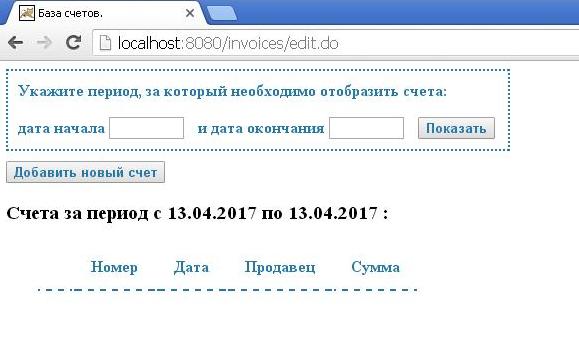 База счетов.
localhost:8080/invoices/edit.do
Укажите период, за который необходимо отобразить счета:
дата начала и дата окончания Показать
Добавить новый счет
Счета за период с 13.04.2017 по 13.04.2017 :
Номер Дата Продавец Сумма